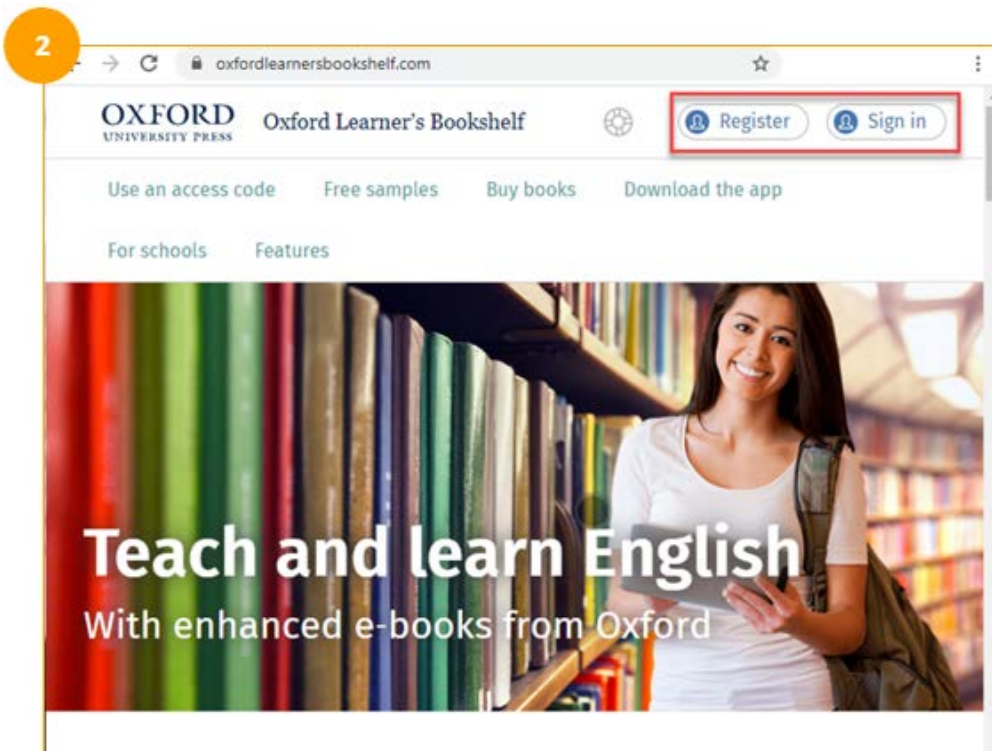 2
oxfordlearnersbookshelf.com
OXFORD
UNIVERSITY PRESS
Oxford Learner's Bookshelf
Register
Sign in
Use an access code Free samples Buy books Download the app
For schools Features
Teach and learn English
With enhanced e-books from Oxford